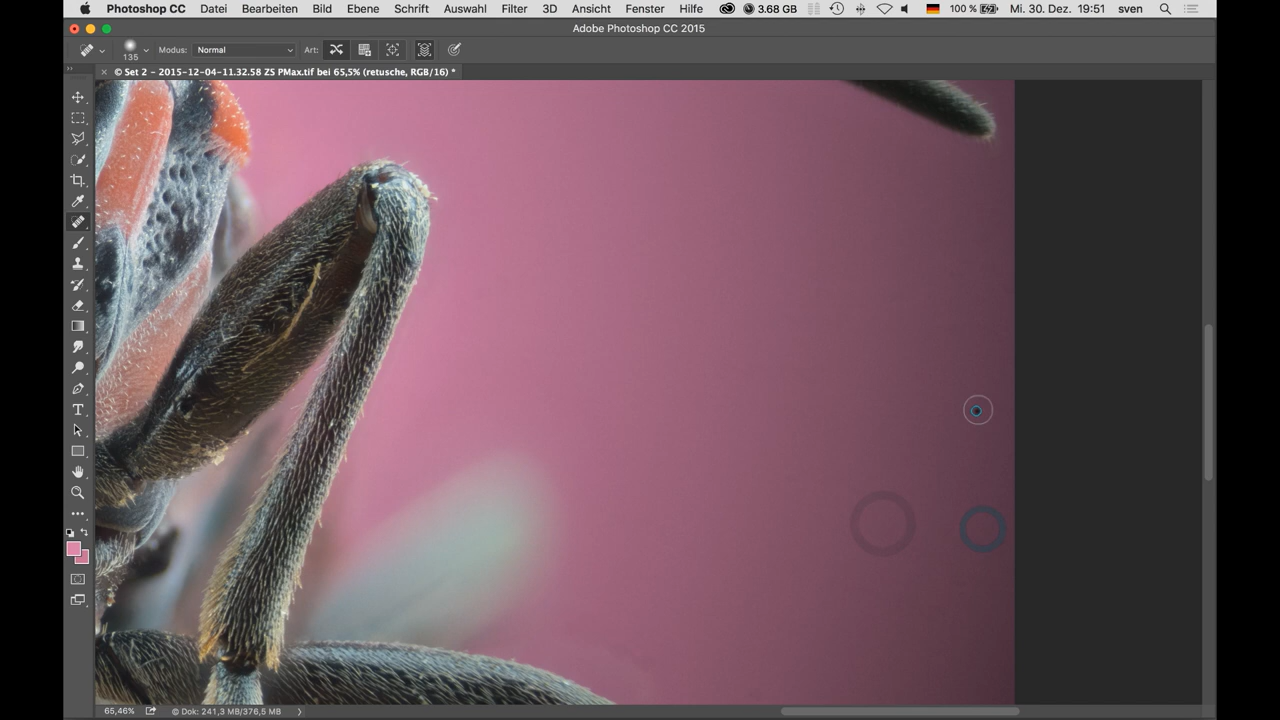 Photoshop CC Datei Bearbeiten Bild Ebene Schrift Auswahl Filter 3D Ansicht Fenster Hilfe 3.68 GB 100 % Mi. 30. Dez. 19:51 sven
Adobe Photoshop CC 2015
135 Modus: Normal Art:
× © Set 2 - 2015-12-04-11.32.58 ZS PMax.tif bei 65,5% (retusche, RGB/16) *
T
65,46% © Dok: 241,3 MB/376,5 MB